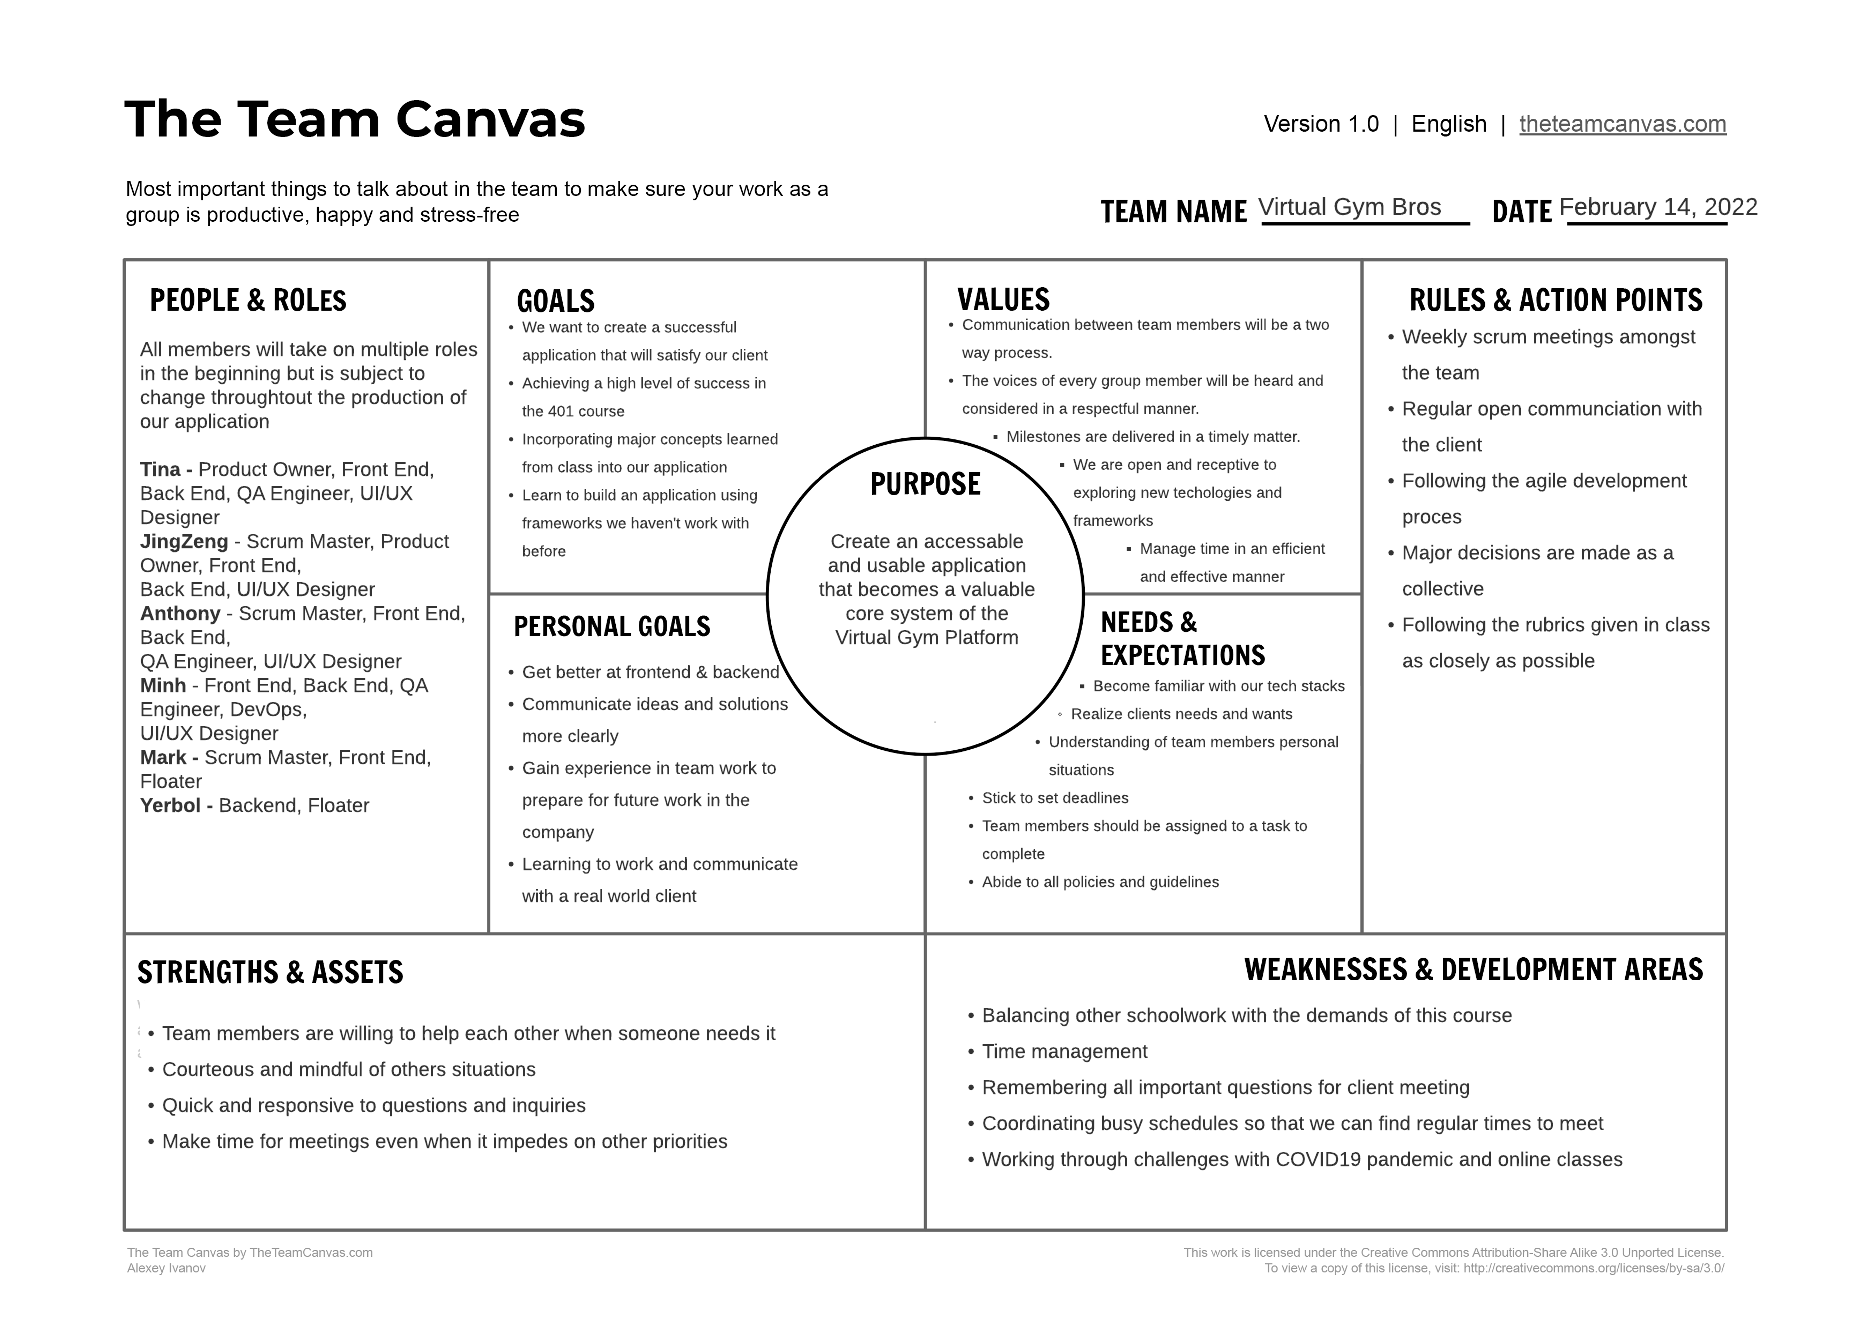 The Team Canvas
Version 1.0 | English | theteamcanvas.com
Most important things to talk about in the team to make sure your work as a
group is productive, happy and stress-free
TEAM NAME Virtual Gym Bros DATE February 14, 2022
PEOPLE & ROLES
All members will take on multiple roles
in the beginning but is subject to
change throughtout the production of
our application
Tina - Product Owner, Front End,
Back End, QA Engineer, UI/UX
Designer
JingZeng - Scrum Master, Product
Owner, Front End,
Back End, UI/UX Designer
Anthony - Scrum Master, Front End,
Back End,
QA Engineer, UI/UX Designer
Minh - Front End, Back End, QA
Engineer, DevOps,
UI/UX Designer
Mark - Scrum Master, Front End,
Floater
Yerbol - Backend, Floater
GOALS
• We want to create a successful
application that will satisfy our client
• Achieving a high level of success in
the 401 course
• Incorporating major concepts learned
from class into our application
• Learn to build an application using
frameworks we haven't work with
before
PERSONAL GOALS
• Get better at frontend & backend
• Communicate ideas and solutions
more clearly
• Gain experience in team work to
prepare for future work in the
company
• Learning to work and communicate
with a real world client
PURPOSE
Create an accessable
and usable application
that becomes a valuable
core system of the
Virtual Gym Platform
VALUES
• Communication between team members will be a two
way process.
• The voices of every group member will be heard and
considered in a respectful manner.
▪ Milestones are delivered in a timely matter.
▪ We are open and receptive to
exploring new techologies and
frameworks
▪ Manage time in an efficient
and effective manner
NEEDS &
EXPECTATIONS
▪ Become familiar with our tech stacks
◦ Realize clients needs and wants
• Understanding of team members personal
situations
• Stick to set deadlines
• Team members should be assigned to a task to
complete
• Abide to all policies and guidelines
RULES & ACTION POINTS
• Weekly scrum meetings amongst
the team
• Regular open communciation with
the client
• Following the agile development
proces
• Major decisions are made as a
collective
• Following the rubrics given in class
as closely as possible
STRENGTHS & ASSETS
• Team members are willing to help each other when someone needs it
• Courteous and mindful of others situations
• Quick and responsive to questions and inquiries
• Make time for meetings even when it impedes on other priorities
WEAKNESSES & DEVELOPMENT AREAS
• Balancing other schoolwork with the demands of this course
• Time management
• Remembering all important questions for client meeting
• Coordinating busy schedules so that we can find regular times to meet
• Working through challenges with COVID19 pandemic and online classes
The Team Canvas by TheTeamCanvas.com
Alexey Ivanov
This work is licensed under the Creative Commons Attribution-Share Alike 3.0 Unported License.
To view a copy of this license, visit: http://creativecommons.org/licenses/by-sa/3.0/